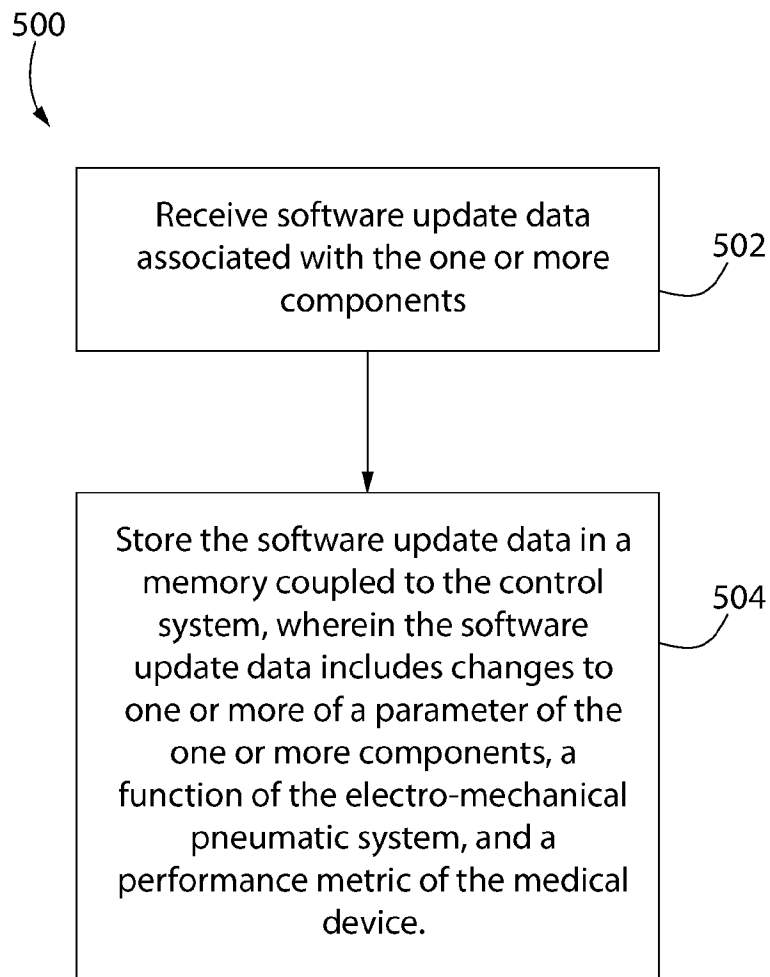 500
Receive software update data
associated with the one or more
components
502
Store the software update data in a
memory coupled to the control
system, wherein the software
update data includes changes to
one or more of a parameter of the
one or more components, a
function of the electro-mechanical
pneumatic system, and a
performance metric of the medical
device.
504